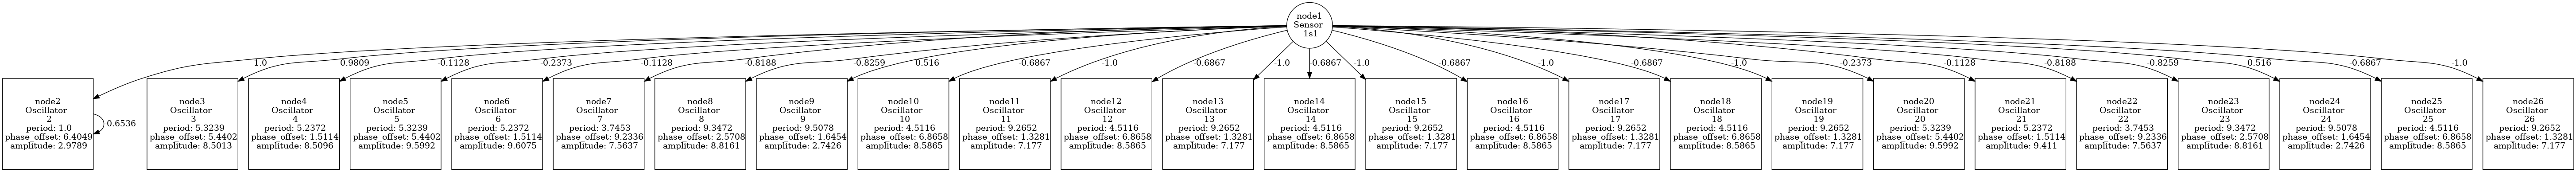 node1
Sensor
1s1
1.0
0.9809
-0.1128
-0.2373
-0.1128
-0.8188
-0.8259
0.516
-0.6867
-1.0
-0.6867
-1.0
-0.6867
-1.0
-0.6867
-1.0
-0.6867
-1.0
-0.2373
-0.1128
-0.8188
-0.8259
0.516
-0.6867
-1.0
node2
Oscillator
2
period: 1.0
phase_offset: 6.4049
amplitude: 2.9789
-0.6536
node3
Oscillator
3
period: 5.3239
phase_offset: 5.4402
amplitude: 8.5013
node4
Oscillator
4
period: 5.2372
phase_offset: 1.5114
amplitude: 8.5096
node5
Oscillator
5
period: 5.3239
phase_offset: 5.4402
amplitude: 9.5992
node6
Oscillator
6
period: 5.2372
phase_offset: 1.5114
amplitude: 9.6075
node7
Oscillator
7
period: 3.7453
phase_offset: 9.2336
amplitude: 7.5637
node8
Oscillator
8
period: 9.3472
phase_offset: 2.5708
amplitude: 8.8161
node9
Oscillator
9
period: 9.5078
phase_offset: 1.6454
amplitude: 2.7426
node10
Oscillator
10
period: 4.5116
phase_offset: 6.8658
amplitude: 8.5865
node11
Oscillator
11
period: 9.2652
phase_offset: 1.3281
amplitude: 7.177
node12
Oscillator
12
period: 4.5116
phase_offset: 6.8658
amplitude: 8.5865
node13
Oscillator
13
period: 9.2652
phase_offset: 1.3281
amplitude: 7.177
node14
Oscillator
14
period: 4.5116
phase_offset: 6.8658
amplitude: 8.5865
node15
Oscillator
15
period: 9.2652
phase_offset: 1.3281
amplitude: 7.177
node16
Oscillator
16
period: 4.5116
phase_offset: 6.8658
amplitude: 8.5865
node17
Oscillator
17
period: 9.2652
phase_offset: 1.3281
amplitude: 7.177
node18
Oscillator
18
period: 4.5116
phase_offset: 6.8658
amplitude: 8.5865
node19
Oscillator
19
period: 9.2652
phase_offset: 1.3281
amplitude: 7.177
node20
Oscillator
20
period: 5.3239
phase_offset: 5.4402
amplitude: 9.5992
node21
Oscillator
21
period: 5.2372
phase_offset: 1.5114
amplitude: 9.411
node22
Oscillator
22
period: 3.7453
phase_offset: 9.2336
amplitude: 7.5637
node23
Oscillator
23
period: 9.3472
phase_offset: 2.5708
amplitude: 8.8161
node24
Oscillator
24
period: 9.5078
phase_offset: 1.6454
amplitude: 2.7426
node25
Oscillator
25
period: 4.5116
phase_offset: 6.8658
amplitude: 8.5865
node26
Oscillator
26
period: 9.2652
phase_offset: 1.3281
amplitude: 7.177